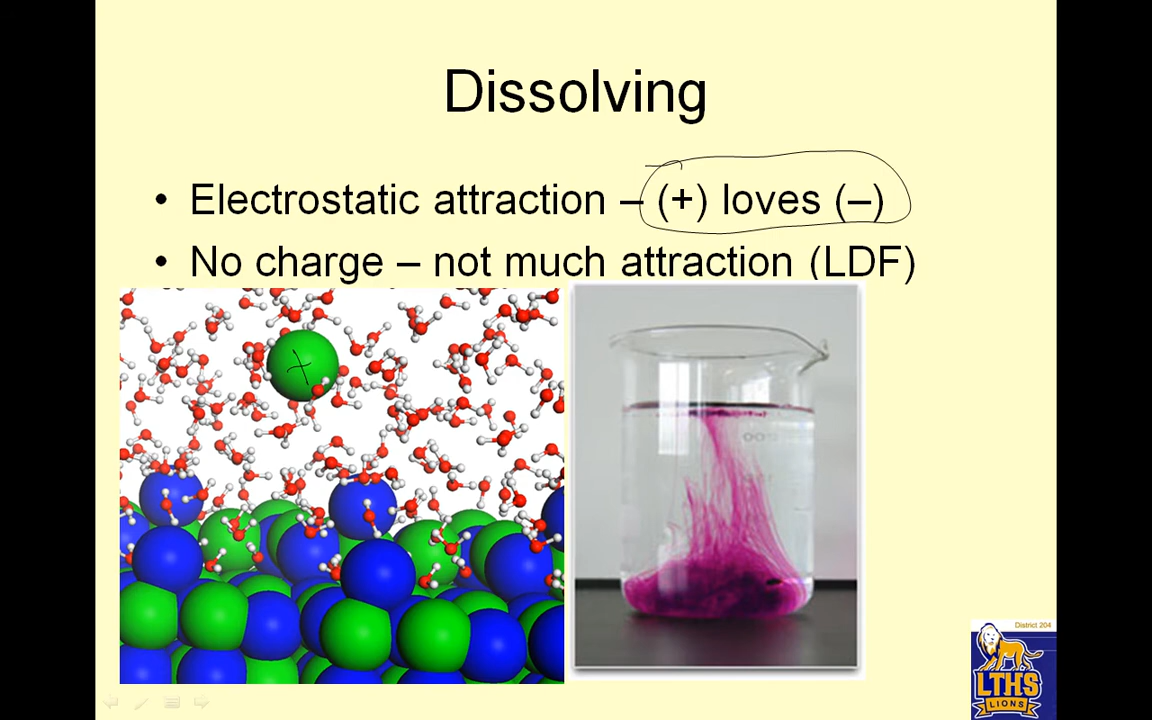 Dissolving
• Electrostatic attraction – (+) loves (–)
• No charge – not much attraction (LDF)
+
District 204
LTHS
LIONS